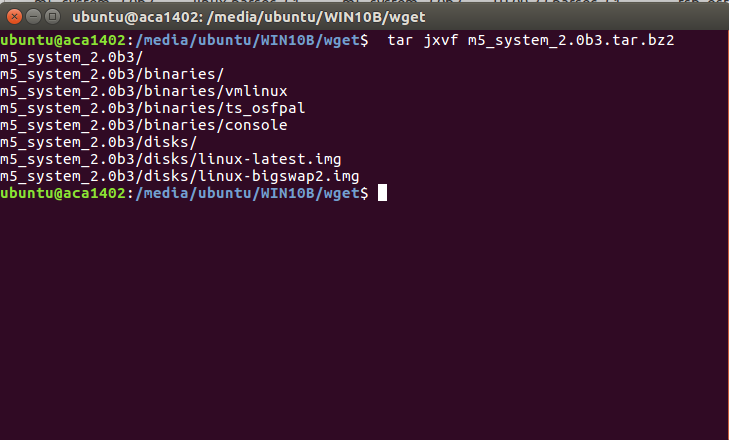 ubuntu@aca1402: /media/ubuntu/WIN10B/wget
ubuntu@aca1402:/media/ubuntu/WIN10B/wget$  tar jxvf m5_system_2.0b3.tar.bz2
m5_system_2.0b3/
m5_system_2.0b3/binaries/
m5_system_2.0b3/binaries/vmlinux
m5_system_2.0b3/binaries/ts_osfpal
m5_system_2.0b3/binaries/console
m5_system_2.0b3/disks/
m5_system_2.0b3/disks/linux-latest.img
m5_system_2.0b3/disks/linux-bigswap2.img
ubuntu@aca1402:/media/ubuntu/WIN10B/wget$